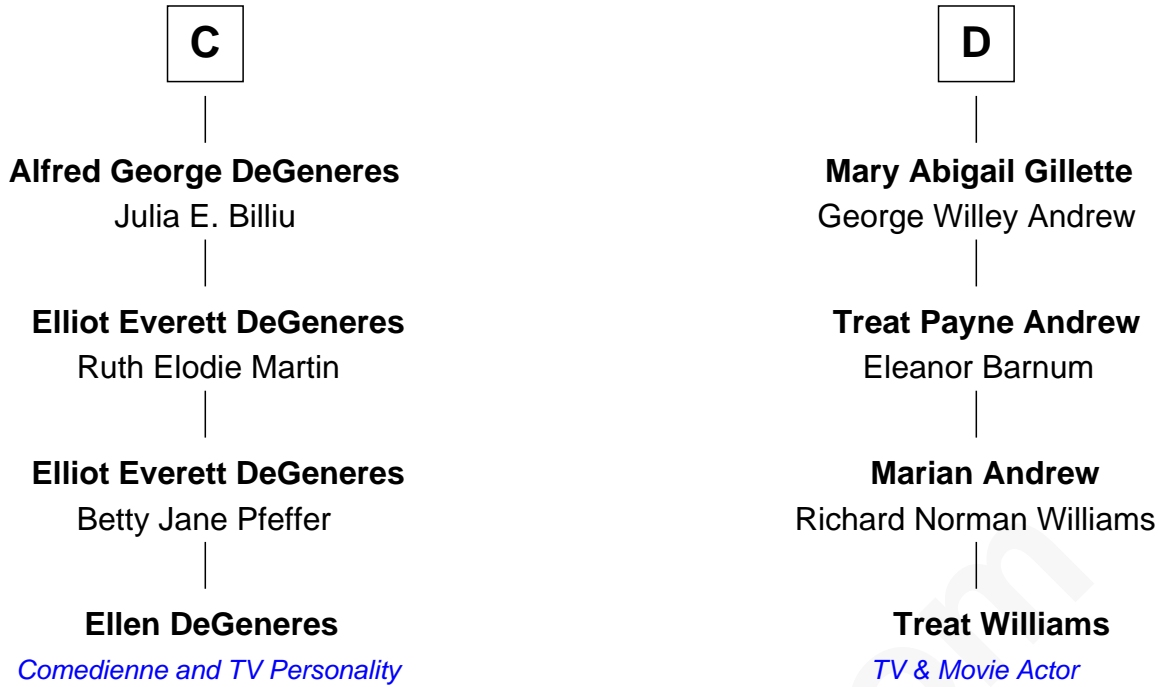 C
Alfred George DeGeneres
Julia E. Billiu
Elliot Everett DeGeneres
Ruth Elodie Martin
Elliot Everett DeGeneres
Betty Jane Pfeffer
Ellen DeGeneres
Comedienne and TV Personality
D
Mary Abigail Gillette
George Willey Andrew
Treat Payne Andrew
Eleanor Barnum
Marian Andrew
Richard Norman Williams
Treat Williams
TV & Movie Actor